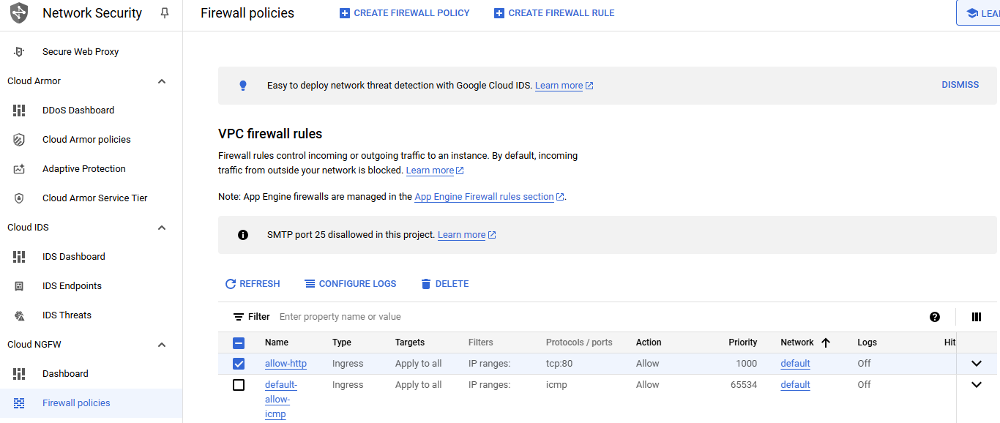 Network Security
Firewall policies
CREATE FIREWALL POLICY
CREATE FIREWALL RULE
LEA
Secure Web Proxy
Cloud Armor
DDoS Dashboard
Cloud Armor policies
Adaptive Protection
Cloud Armor Service Tier
Cloud IDS
IDS Dashboard
IDS Endpoints
IDS Threats
Cloud NGFW
Dashboard
Firewall policies
Easy to deploy network threat detection with Google Cloud IDS. Learn more
DISMISS
VPC firewall rules
Firewall rules control incoming or outgoing traffic to an instance. By default, incoming
traffic from outside your network is blocked. Learn more
Note: App Engine firewalls are managed in the App Engine Firewall rules section.
SMTP port 25 disallowed in this project. Learn more
REFRESH CONFIGURE LOGS DELETE
Filter Enter property name or value
Name Type Targets Filters Protocols / ports Action Priority Network Logs Hit
allow-http Ingress Apply to all IP ranges: tcp:80 Allow 1000 default Off
default- Ingress Apply to all IP ranges: icmp Allow 65534 default Off
allow-
icmp